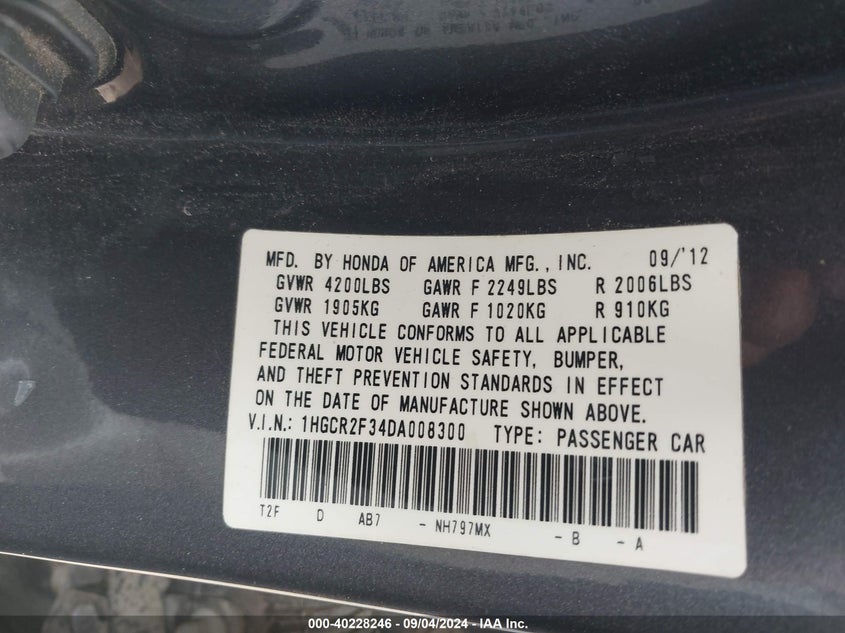 MFD. BY HONDA OF AMERICA MFG., INC. 09/'12
GVWR 4200LBS GAWR F 2249LBS R 2006LBS
GVWR 1905KG GAWR F 1020KG R 910KG
THIS VEHICLE CONFORMS TO ALL APPLICABLE
FEDERAL MOTOR VEHICLE SAFETY, BUMPER,
AND THEFT PREVENTION STANDARDS IN EFFECT
ON THE DATE OF MANUFACTURE SHOWN ABOVE.
V.I.N.: 1HGCR2F34DA008300 TYPE: PASSENGER CAR
T2F D AB7 - NH797MX - B - A
000-40228246 - 09/04/2024 - IAA Inc.